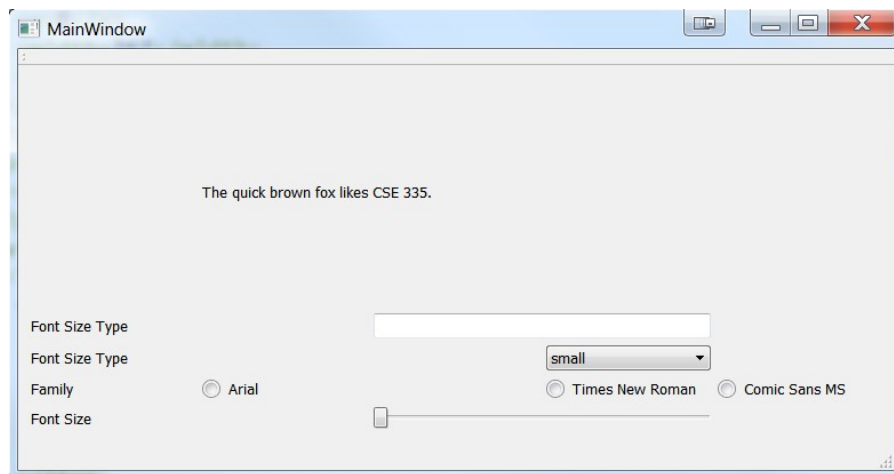 MainWindow
The quick brown fox likes CSE 335.
Font Size Type
Font Size Type small
Family Arial Times New Roman Comic Sans MS
Font Size